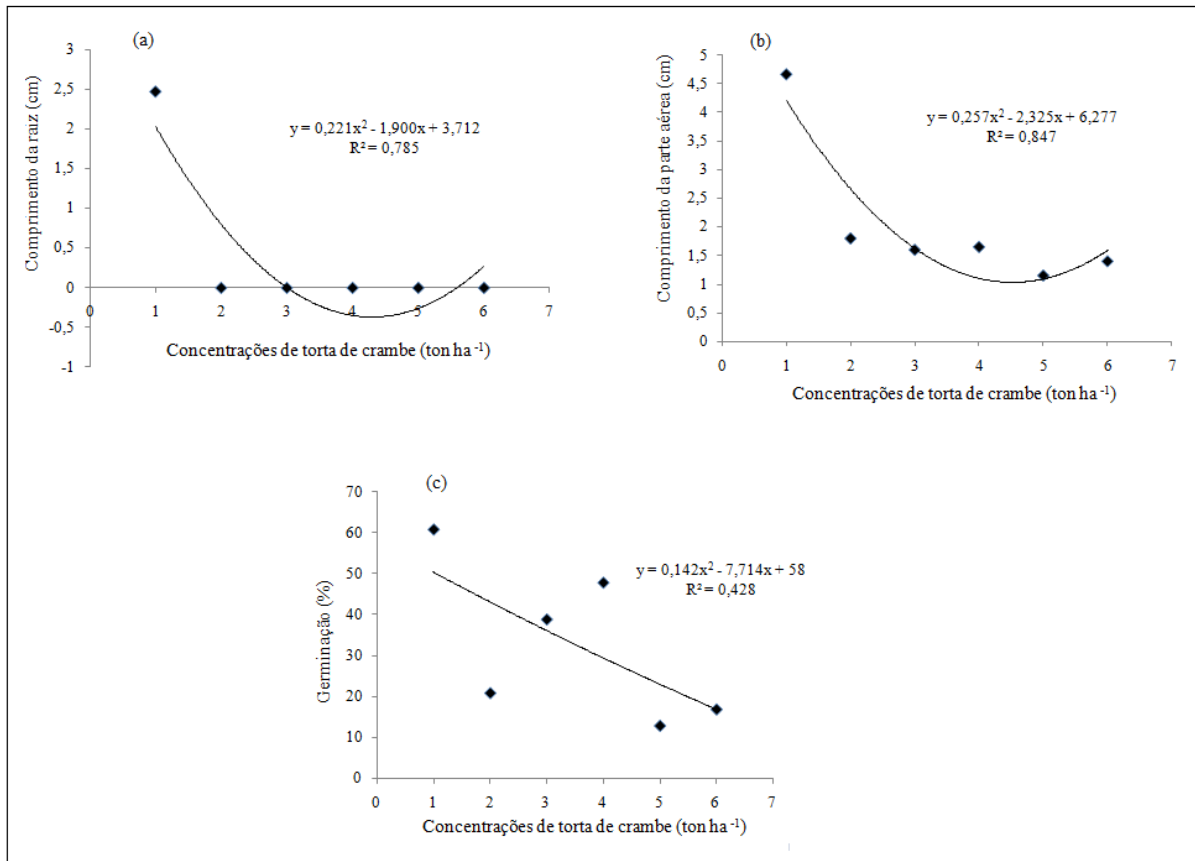 (a)
Comprimento da raiz (cm)
3
2,5
2
1,5
1
0,5
0
-0,5
-1
y = 0,221x² - 1,900x + 3,712
R² = 0,785
0 1 2 3 4 5 6 7
Concentrações de torta de crambe (ton ha⁻¹)
(b)
Comprimento da parte aérea (cm)
5
4,5
4
3,5
3
2,5
2
1,5
1
0,5
0
y = 0,257x² - 2,325x + 6,277
R² = 0,847
0 1 2 3 4 5 6 7
Concentrações de torta de crambe (ton ha⁻¹)
(c)
Germinação (%)
70
60
50
40
30
20
10
0
y = 0,142x² - 7,714x + 58
R² = 0,428
0 1 2 3 4 5 6 7
Concentrações de torta de crambe (ton ha⁻¹)